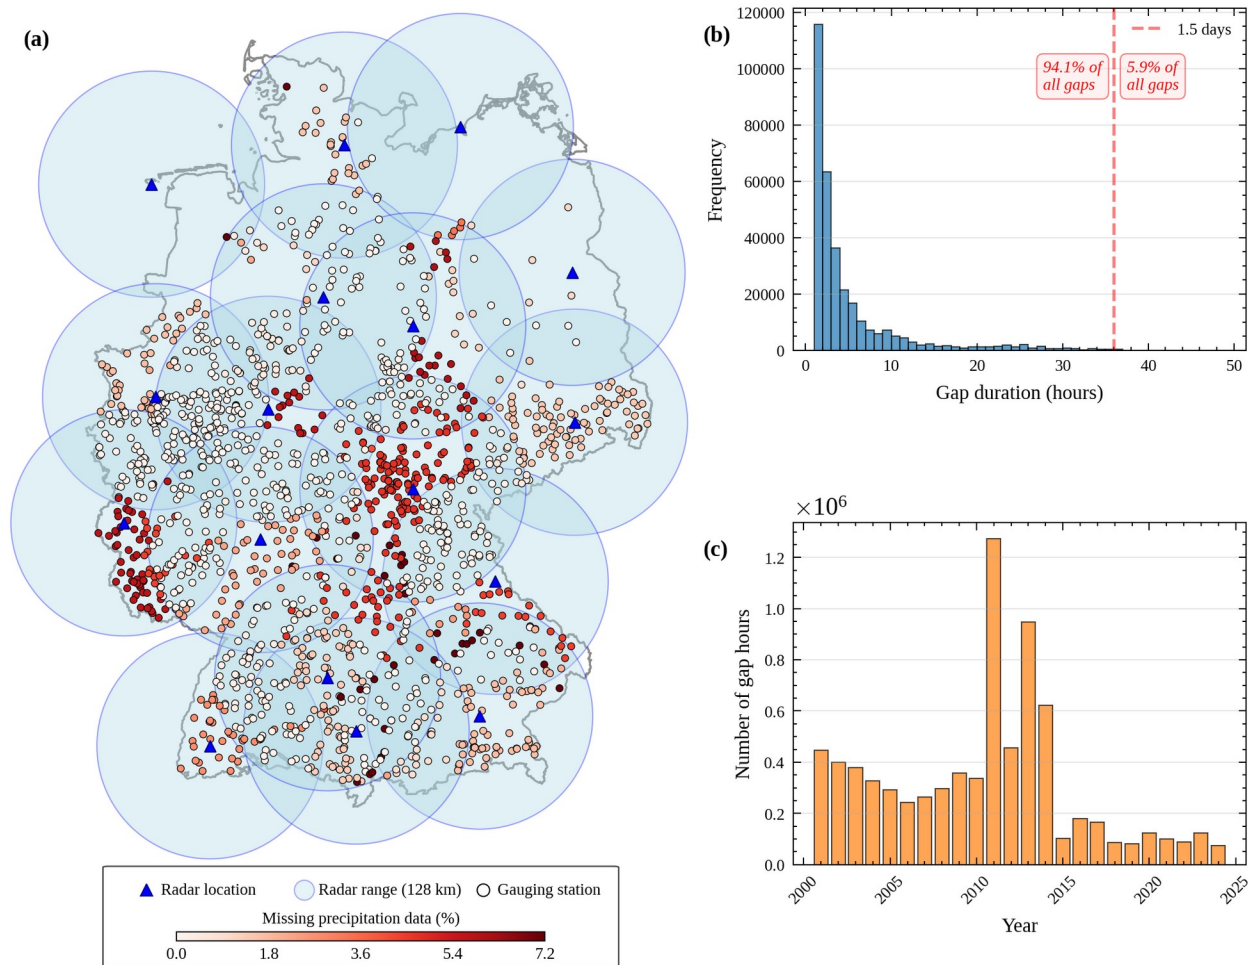 (a)
Radar location
Radar range (128 km)
Gauging station
Missing precipitation data (%)
0.0 1.8 3.6 5.4 7.2
(b)
120000
100000
80000
60000
40000
20000
0
Frequency
1.5 days
94.1% of
all gaps
5.9% of
all gaps
0 10 20 30 40 50
Gap duration (hours)
(c)
×10⁶
1.2
1.0
0.8
0.6
0.4
0.2
0.0
Number of gap hours
2000 2005 2010 2015 2020 2025
Year